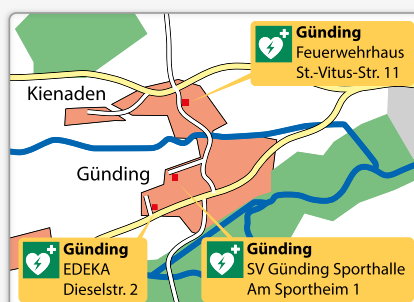 Günding
Feuerwehrhaus
St.-Vitus-Str. 11
Kienaden
Günding
Günding
EDEKA
Dieselstr. 2
Günding
SV Günding Sporthalle
Am Sportheim 1